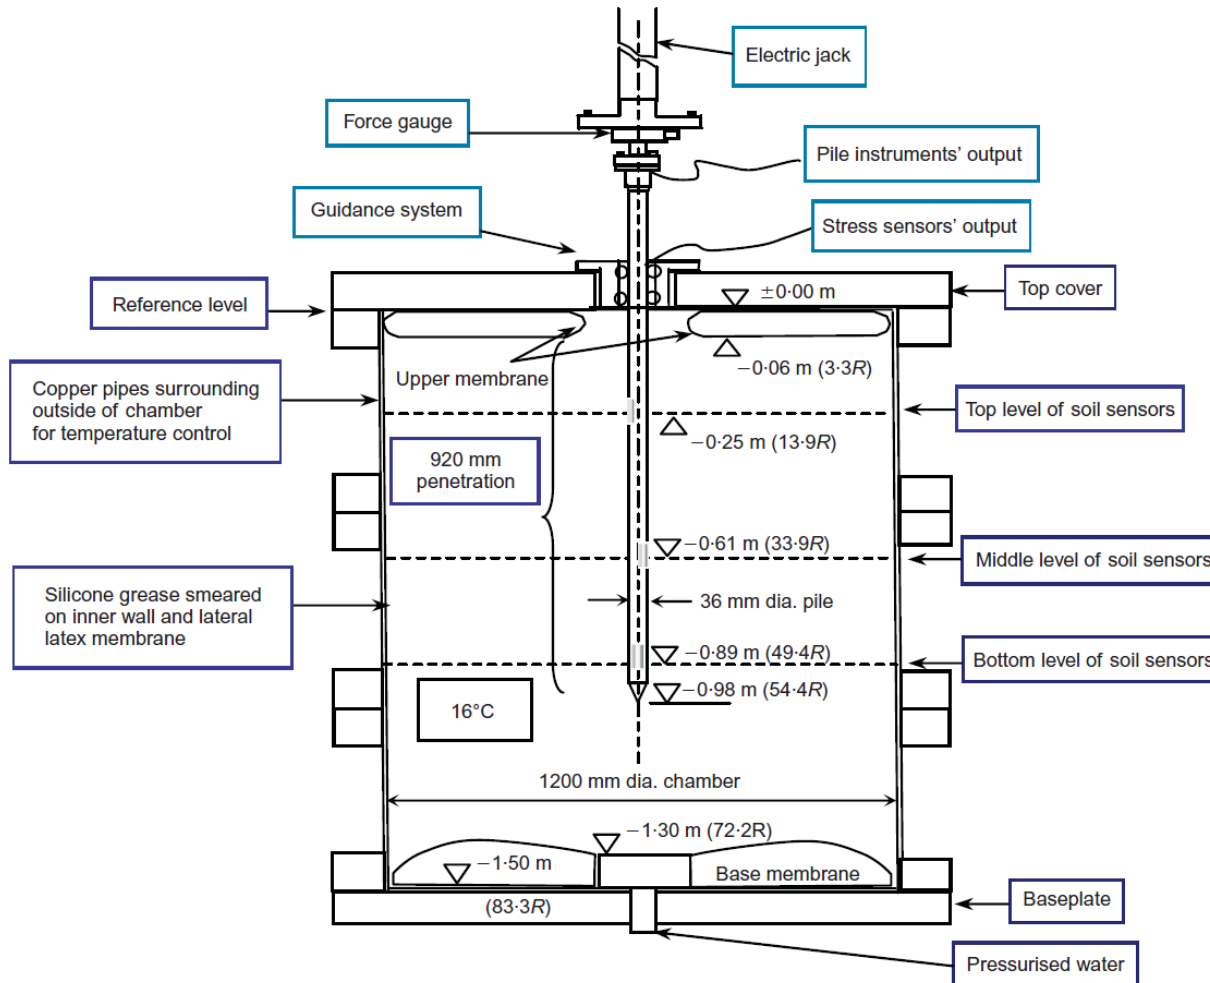 Electric jack
Force gauge
Pile instruments' output
Guidance system
Stress sensors' output
Reference level
±0·00 m
Top cover
Upper membrane
−0·06 m (3·3R)
Copper pipes surrounding
outside of chamber
for temperature control
Top level of soil sensors
−0·25 m (13·9R)
920 mm
penetration
−0·61 m (33·9R)
Middle level of soil sensors
Silicone grease smeared
on inner wall and lateral
latex membrane
36 mm dia. pile
−0·89 m (49·4R)
Bottom level of soil sensors
−0·98 m (54·4R)
16°C
1200 mm dia. chamber
−1·30 m (72·2R)
−1·50 m
Base membrane
(83·3R)
Baseplate
Pressurised water